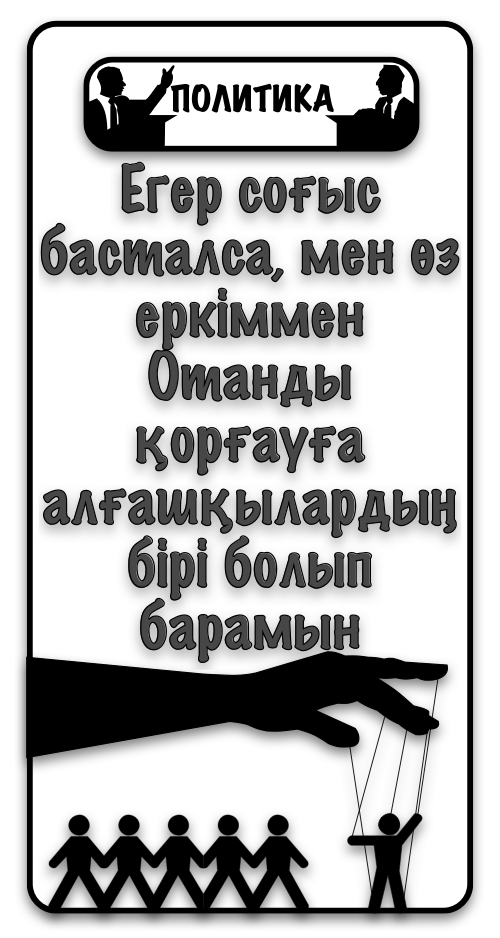 ПОЛИТИКА
Егер соғыс
басталса, мен өз
еркіммен
Отанды
қорғауға
алғашқылардың
бірі болып
барамын